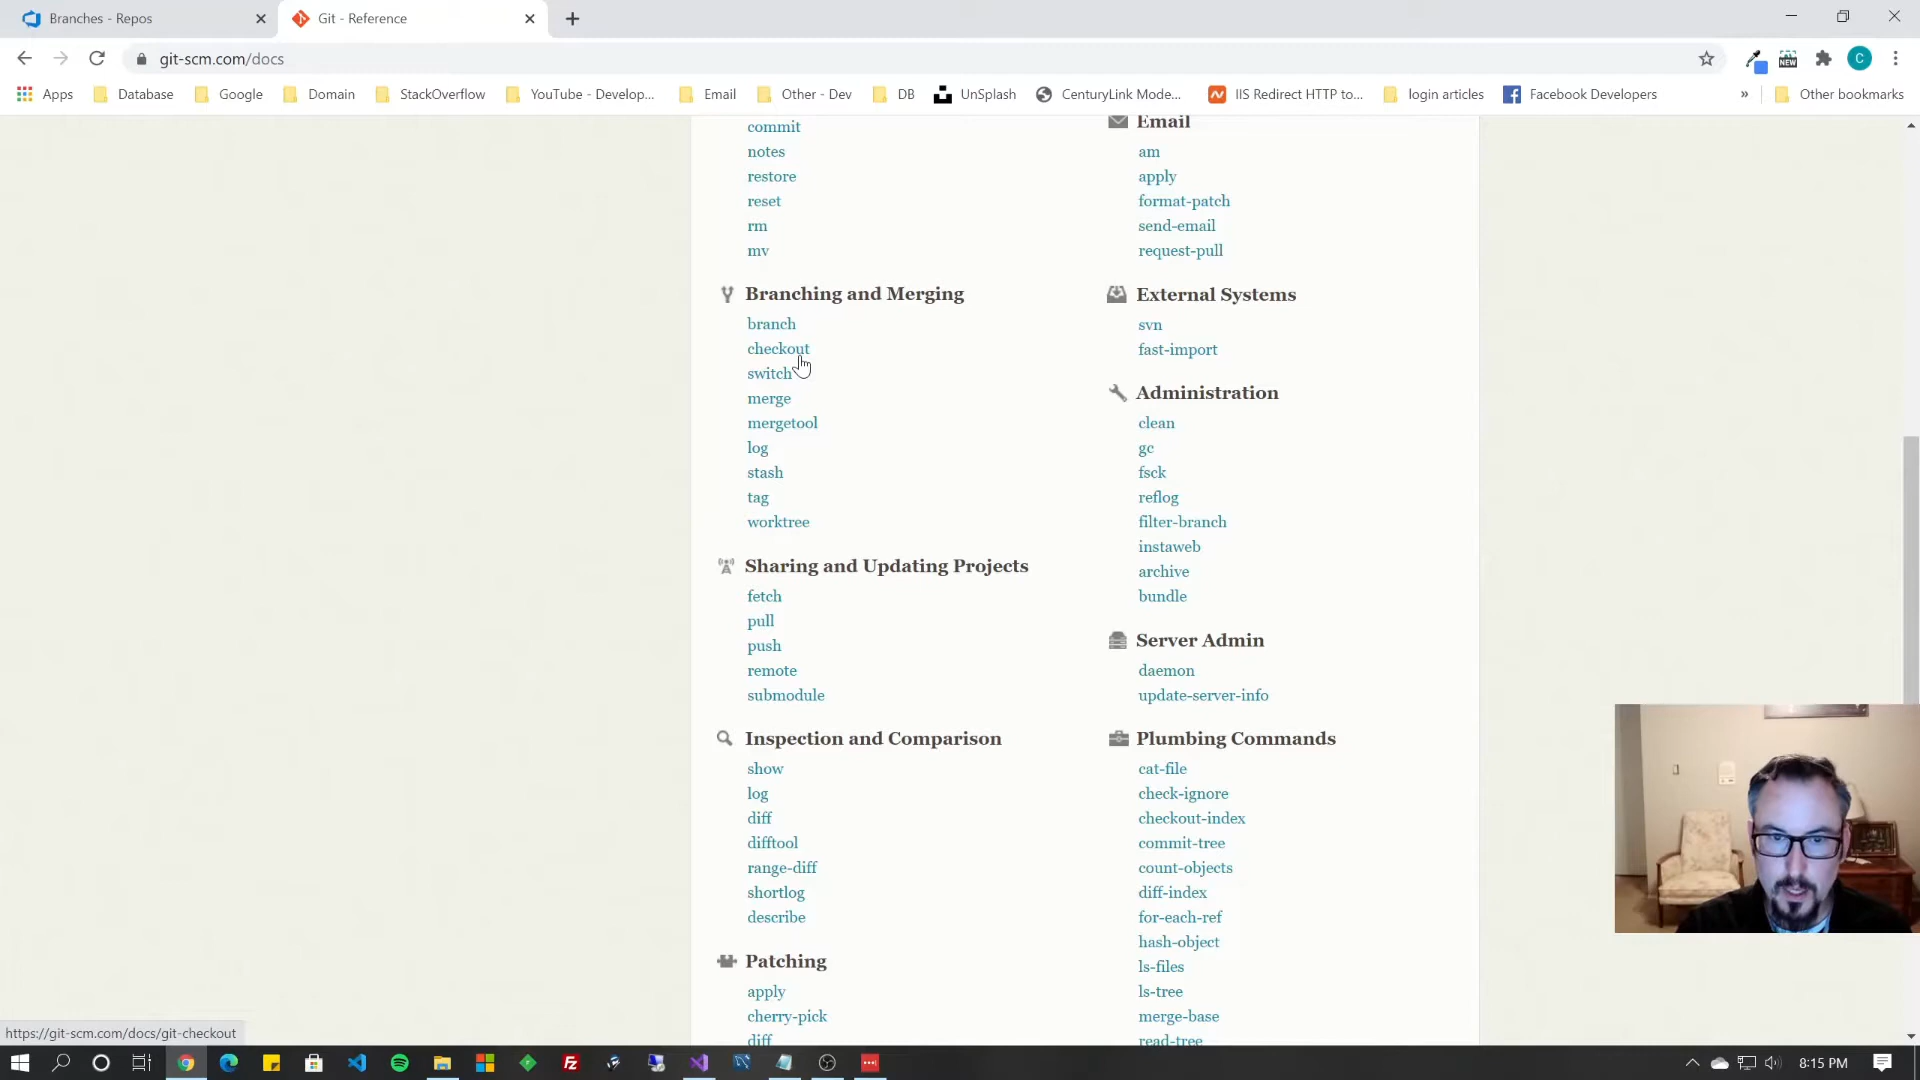 Branches - Repos
Git - Reference
git-scm.com/docs
NEW
C
Apps
Database
Google
Domain
StackOverflow
YouTube - Develop...
Email
Other - Dev
DB
UnSplash
CenturyLink Mode...
IIS Redirect HTTP to...
login articles
Facebook Developers
»
Other bookmarks
commit
notes
restore
reset
rm
mv
Branching and Merging
branch
checkout
switch
merge
mergetool
log
stash
tag
worktree
Sharing and Updating Projects
fetch
pull
push
remote
submodule
Inspection and Comparison
show
log
diff
difftool
range-diff
shortlog
describe
Patching
apply
cherry-pick
diff
Email
am
apply
format-patch
send-email
request-pull
External Systems
svn
fast-import
Administration
clean
gc
fsck
reflog
filter-branch
instaweb
archive
bundle
Server Admin
daemon
update-server-info
Plumbing Commands
cat-file
check-ignore
checkout-index
commit-tree
count-objects
diff-index
for-each-ref
hash-object
ls-files
ls-tree
merge-base
read-tree
https://git-scm.com/docs/git-checkout
8:15 PM